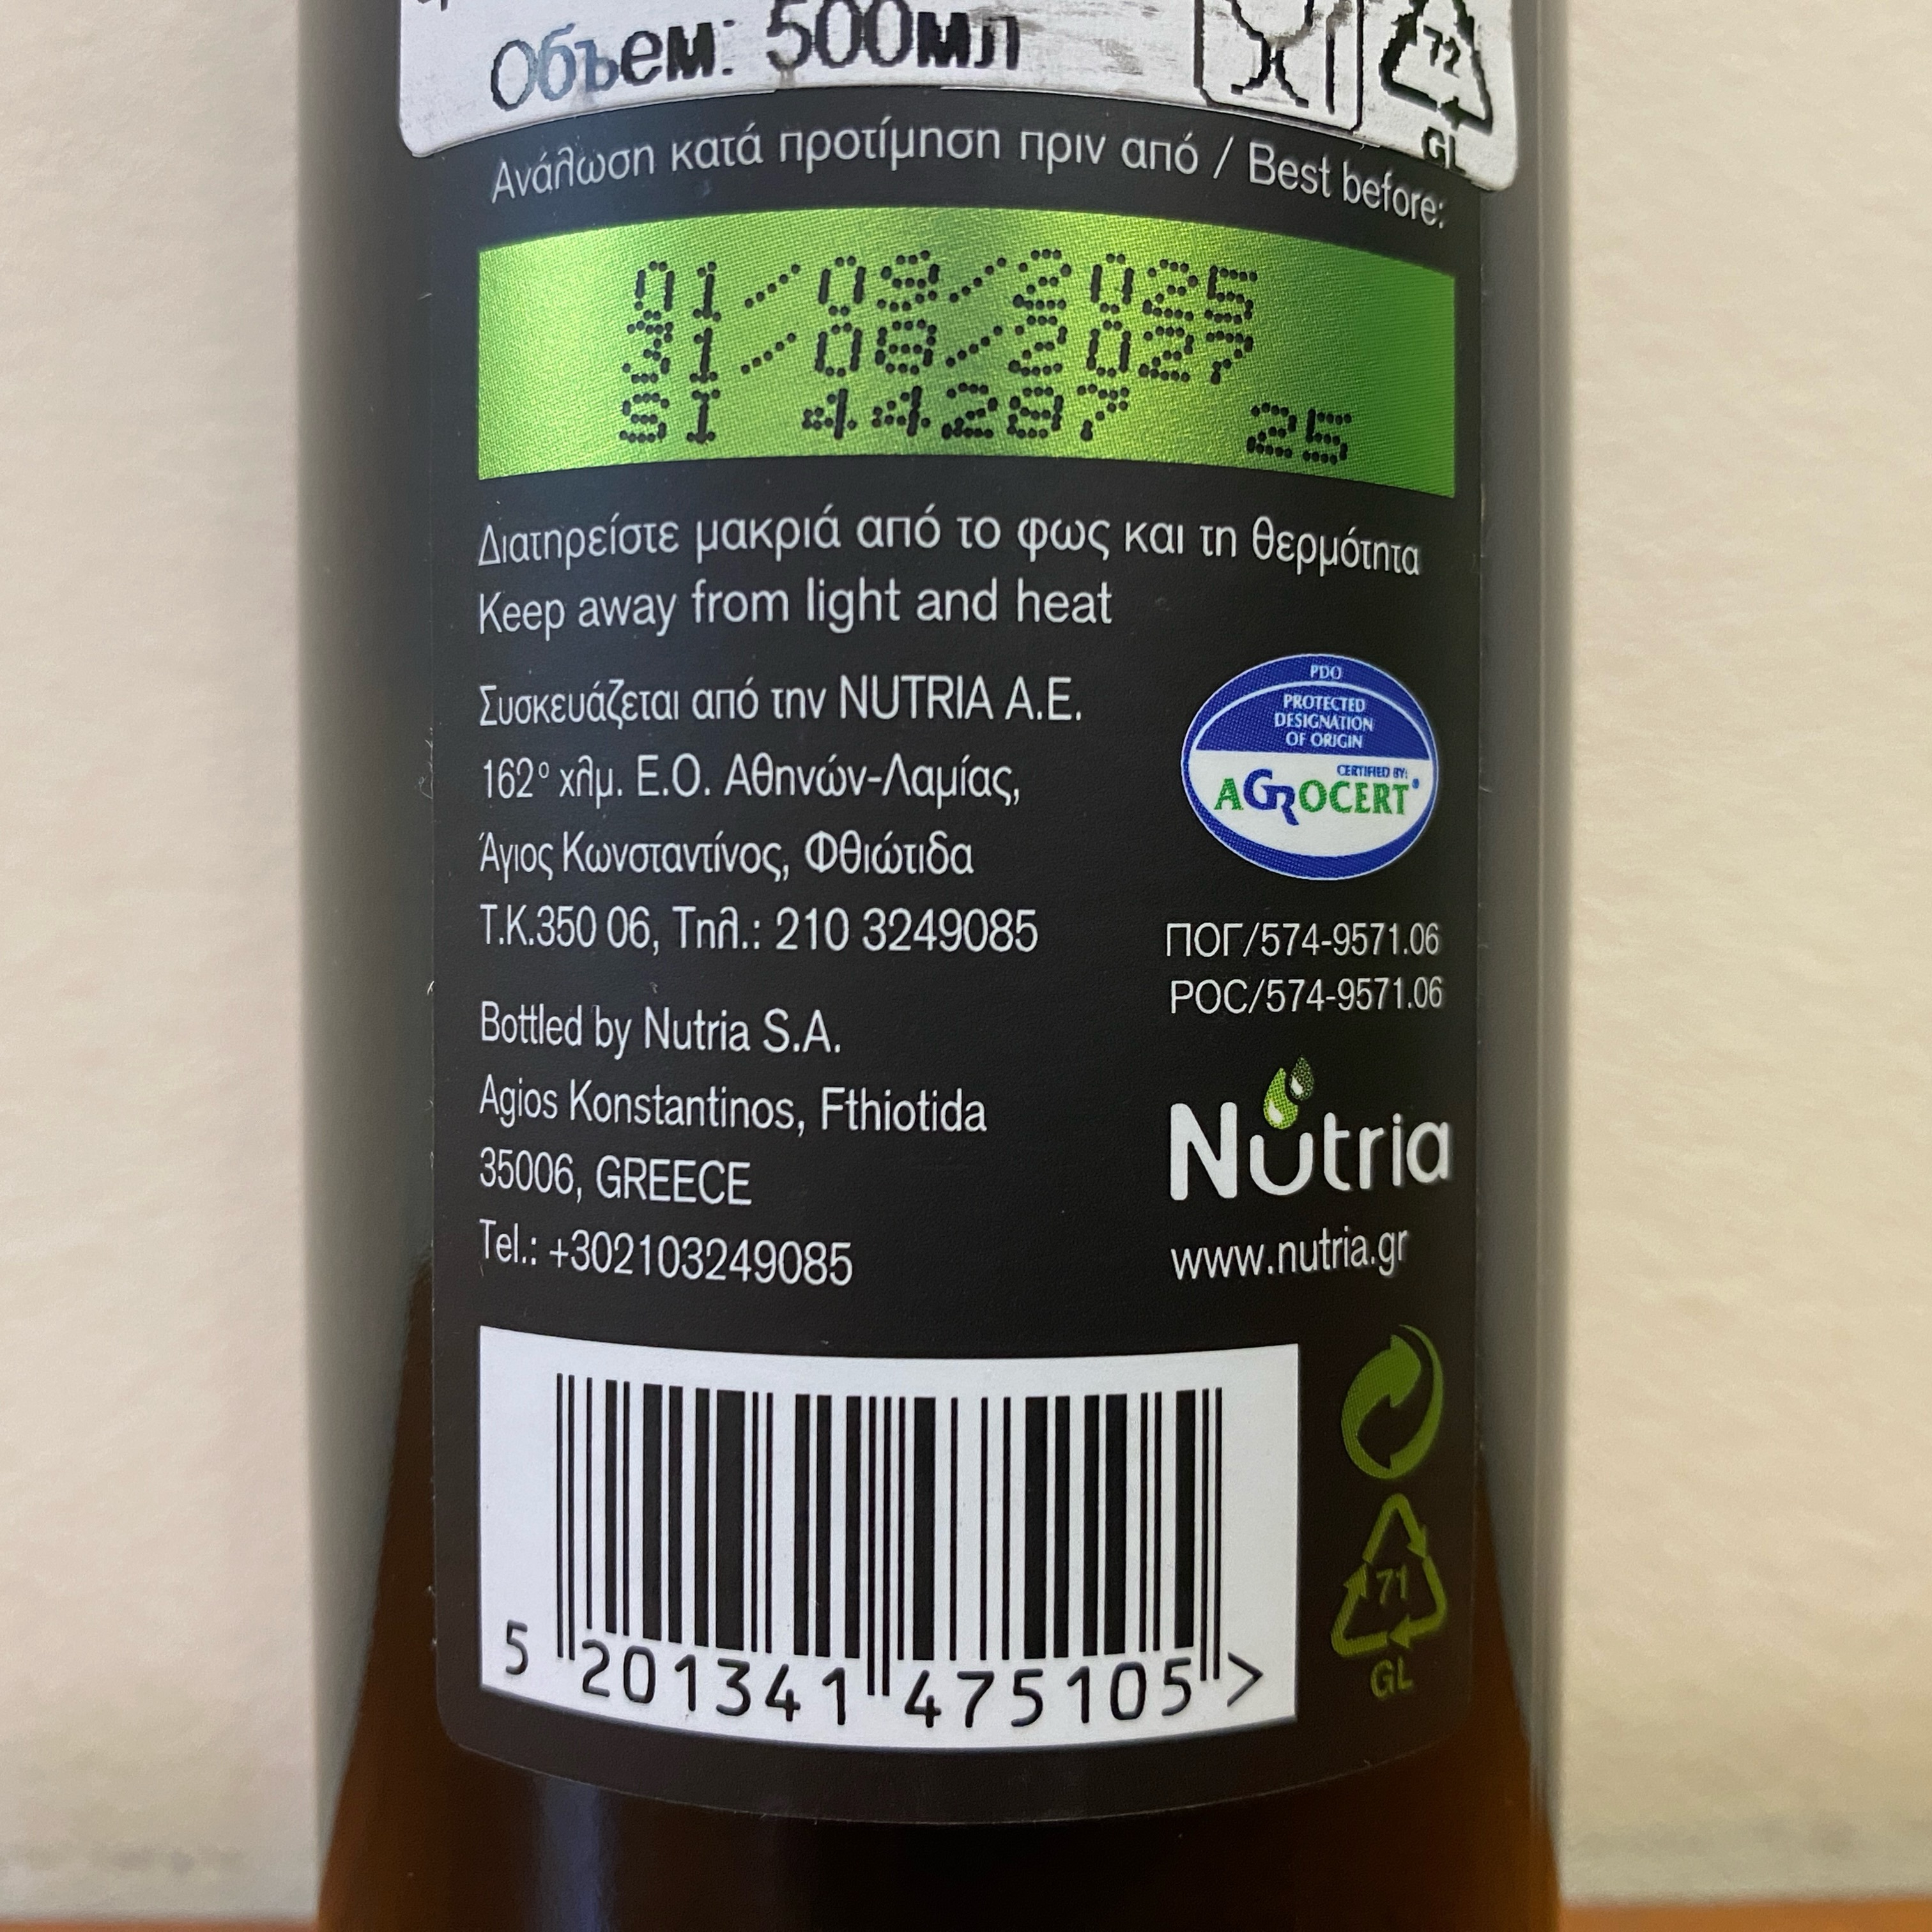 Объем: 500мл
72
GL
Ανάλωση κατά προτίμηση πριν από / Best before:
01/09/2025
31/08/2027
SI 44287 25
Διατηρείστε μακριά από το φως και τη θερμότητα
Keep away from light and heat
Συσκευάζεται από την NUTRIA A.E.
162º χλμ. Ε.Ο. Αθηνών-Λαμίας,
Άγιος Κωνσταντίνος, Φθιώτιδα
Τ.Κ.350 06, Τηλ.: 210 3249085
PDO
PROTECTED
DESIGNATION
OF ORIGIN
CERTIFIED BY:
AGROCERT
ΠΟΓ/574-9571.06
POC/574-9571.06
Bottled by Nutria S.A.
Agios Konstantinos, Fthiotida
35006, GREECE
Tel.: +302103249085
Nutria
www.nutria.gr
5 201341 475105 >
71
GL